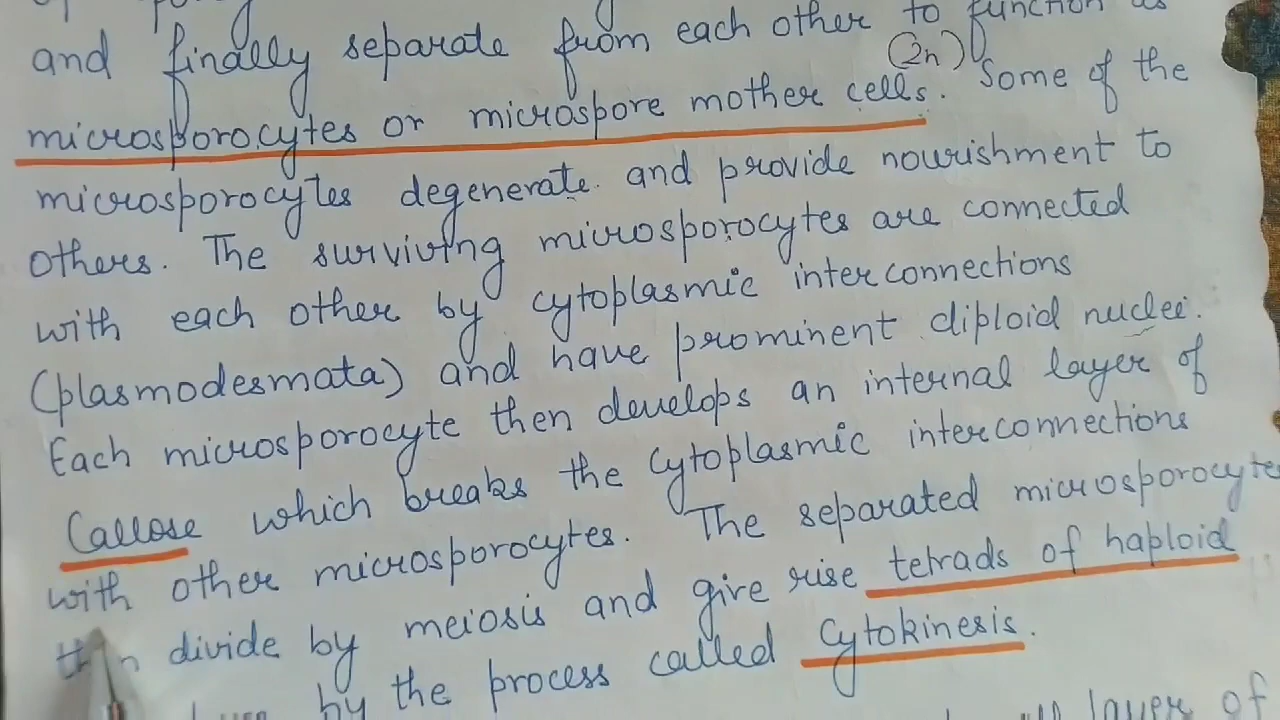 and finally separate from each other to function as
(2n)
microsporocytes or microspore mother cells. Some of the
microsporocytes degenerate and provide nourishment to
others. The surviving microsporocytes are connected
with each other by cytoplasmic interconnections
(plasmodesmata) and have prominent diploid nuclei.
Each microsporocyte then develops an internal layer of
Callose which breaks the cytoplasmic interconnections
with other microsporocytes. The separated microsporocytes
then divide by meiosis and give rise tetrads of haploid
by the process called Cytokinesis.
layer of